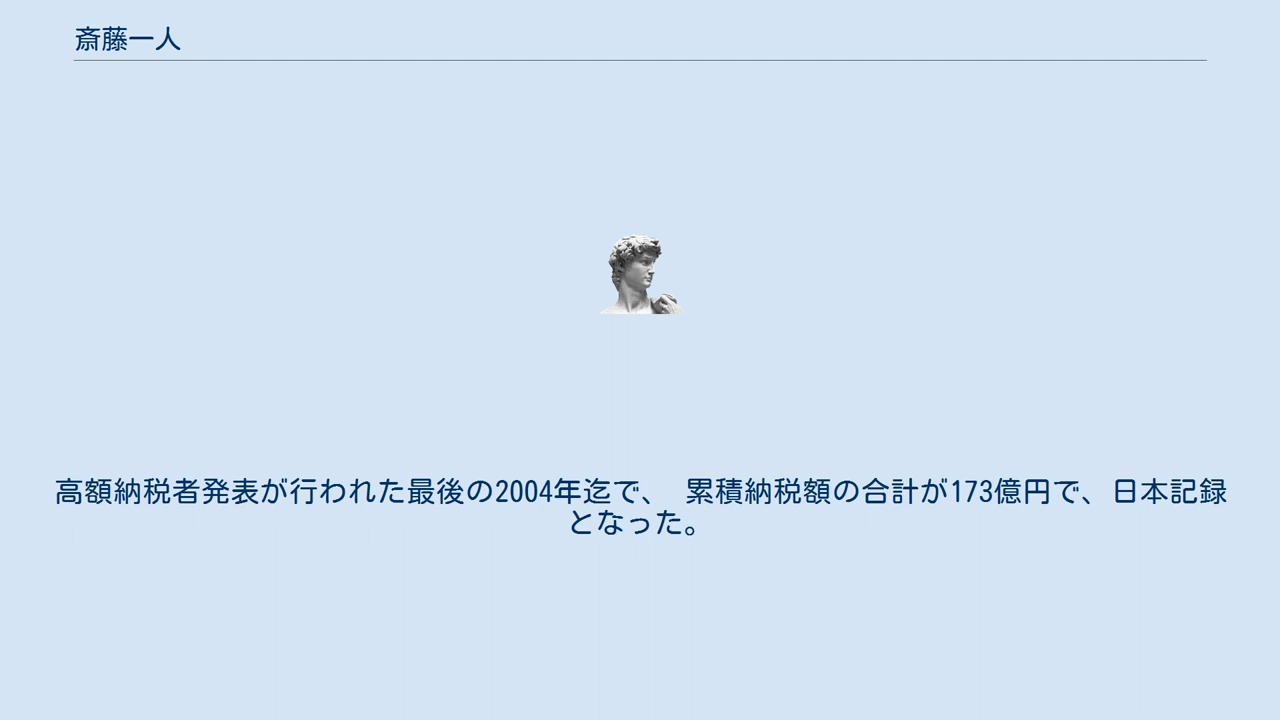 斎藤一人
高額納税者発表が行われた最後の2004年迄で、 累積納税額の合計が173億円で、日本記録
となった。